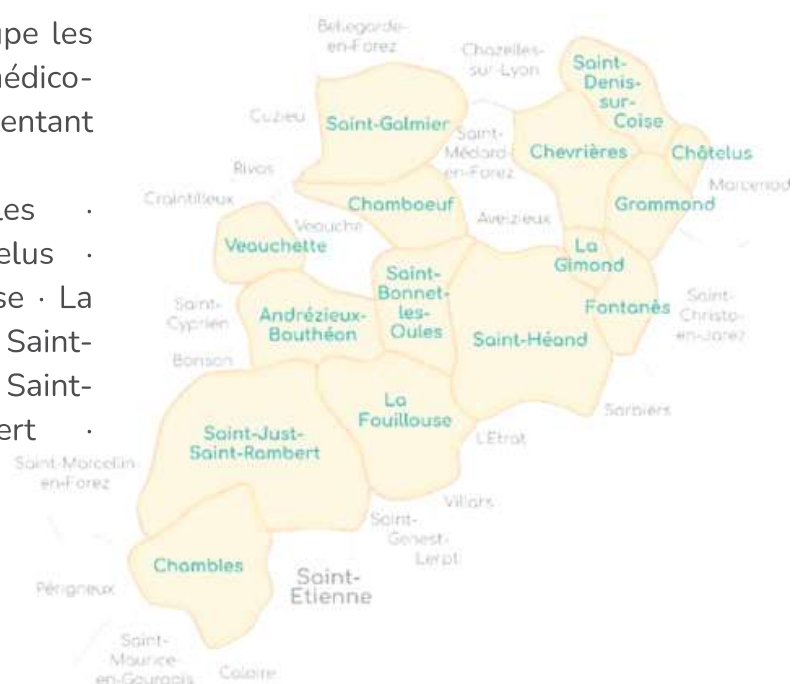 upe les
médico-
entant
les ·
elus ·
se · La
Saint-
Saint-
ert ·
Bellegarde-
en-Forez
Chazelles-
sur-Lyon
Saint-
Denis-
sur-
Coise
Cuzieu
Saint-Galmier
Saint-
Médard-
en-Forez
Chevrières
Châtelus
Rivas
Marcenod
Craintilleux
Chamboeuf
Grammond
Veauche
Aveizieux
Veauchette
La
Gimond
Saint-
Bonnet-
les-
Oules
Saint-
Cyprien
Andrézieux-
Bouthéon
Fontanès
Saint-
Christo-
en-Jarez
Saint-Héand
Bonson
La
Fouillouse
Sorbiers
Saint-Just-
Saint-Rambert
L'Etrat
Saint-Marcellin-
en-Forez
Villars
Saint-
Genest-
Lerpt
Chambles
Saint-
Etienne
Périgneux
Saint-
Maurice-
en-Gourgois
Caloire